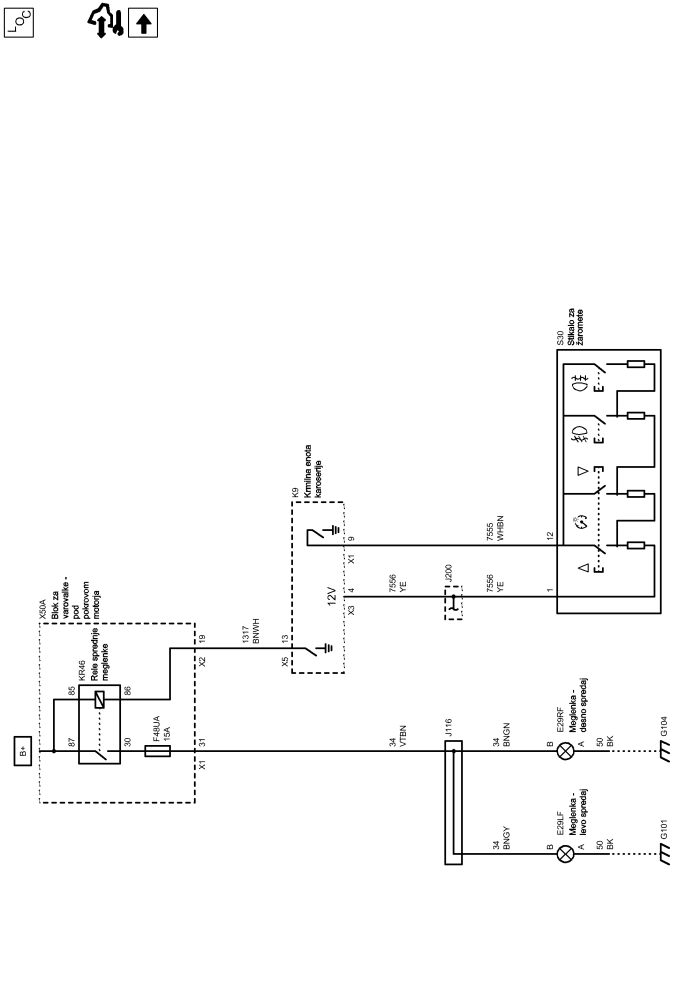 LOC
B+
X50A
Blok za
varovalke -
pod
pokrovom
motorja
KR46
Rele sprednje
meglenke
85
86
87
30
F48UA
15A
31
X1
19
X2
1317
BNWH
13
X5
K9
Krmilna enota
karoserije
12V
4
X3
9
X1
7556
YE
J200
7556
YE
1
7555
WHBN
12
S30
Stikalo za
žaromete
34
VTBN
J116
34
BNGN
B
A
E29RF
Meglenka -
desno spredaj
50
BK
G104
34
BNGY
B
A
E29LF
Meglenka -
levo spredaj
50
BK
G101